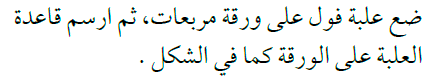 ضع علبة فول على ورقة مربعات، ثم ارسم قاعدة
العلبة على الورقة كما في الشكل .